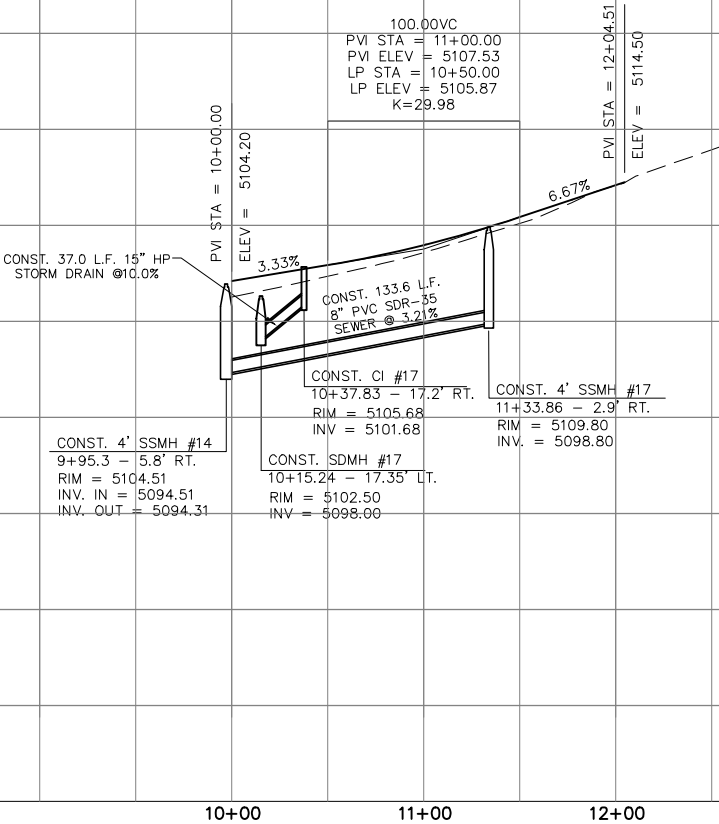 100.00VC
PVI STA = 11+00.00
PVI ELEV = 5107.53
LP STA = 10+50.00
LP ELEV = 5105.87
K=29.98
PVI STA = 12+04.51
ELEV = 5114.50
PVI STA = 10+00.00
ELEV = 5104.20
6.67%
3.33%
CONST. 37.0 L.F. 15" HP
STORM DRAIN @10.0%
CONST. 133.6 L.F.
8" PVC SDR-35
SEWER @ 3.21%
CONST. CI #17
10+37.83 - 17.2' RT.
RIM = 5105.68
INV = 5101.68
CONST. 4' SSMH #17
11+33.86 - 2.9' RT.
RIM = 5109.80
INV. = 5098.80
CONST. 4' SSMH #14
9+95.3 - 5.8' RT.
RIM = 5104.51
INV. IN = 5094.51
INV. OUT = 5094.31
CONST. SDMH #17
10+15.24 - 17.35' LT.
RIM = 5102.50
INV = 5098.00
10+00
11+00
12+00